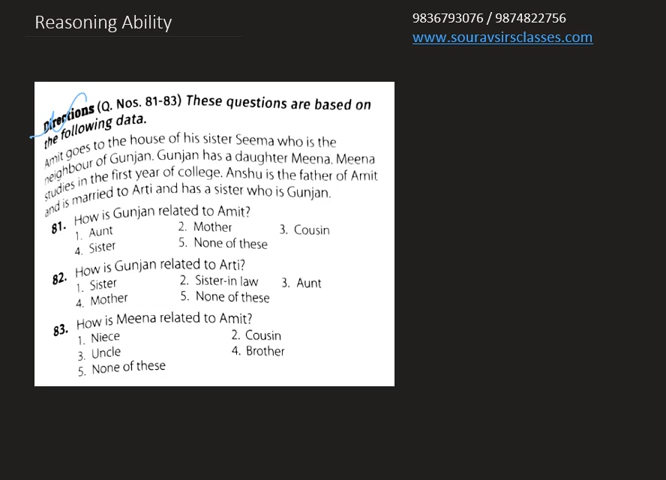 Reasoning Ability
9836793076 / 9874822756
www.souravsirsclasses.com
Directions (Q. Nos. 81-83) These questions are based on
the following data.
Amit goes to the house of his sister Seema who is the
neighbour of Gunjan. Gunjan has a daughter Meena. Meena
studies in the first year of college. Anshu is the father of Amit
and is married to Arti and has a sister who is Gunjan.
81. How is Gunjan related to Amit?
1. Aunt 2. Mother 3. Cousin
4. Sister 5. None of these
82. How is Gunjan related to Arti?
1. Sister 2. Sister-in law 3. Aunt
4. Mother 5. None of these
83. How is Meena related to Amit?
1. Niece 2. Cousin
3. Uncle 4. Brother
5. None of these